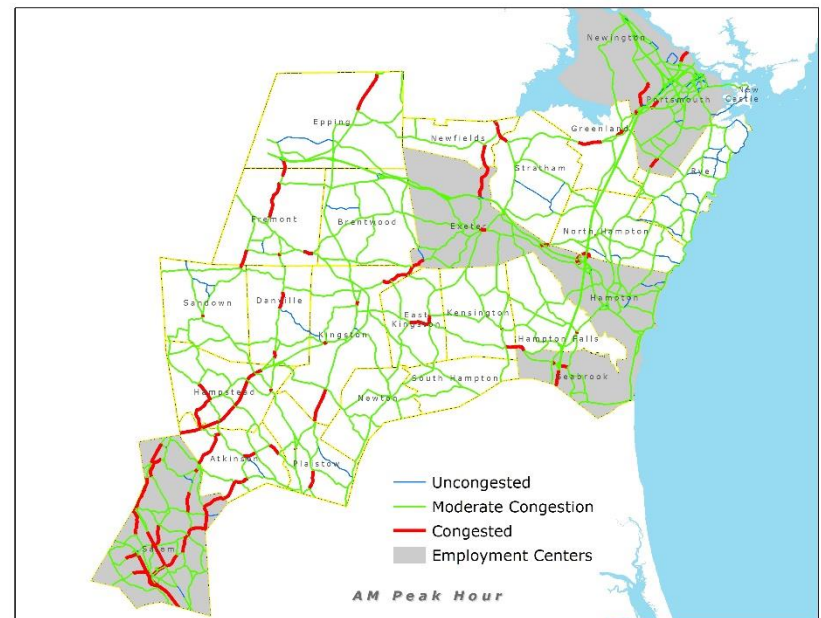 Newington
New
Castle
Portsmouth
Epping
Newfields
Greenland
Stratham
Rye
Fremont
Brentwood
Exeter
North Hampton
Sandown
Danville
Kingston
East
Kingston
Kensington
Hampton
Hampton Falls
Seabrook
South Hampton
Hampstead
Newton
Atkinson
Plaistow
Salem
Uncongested
Moderate Congestion
Congested
Employment Centers
AM Peak Hour